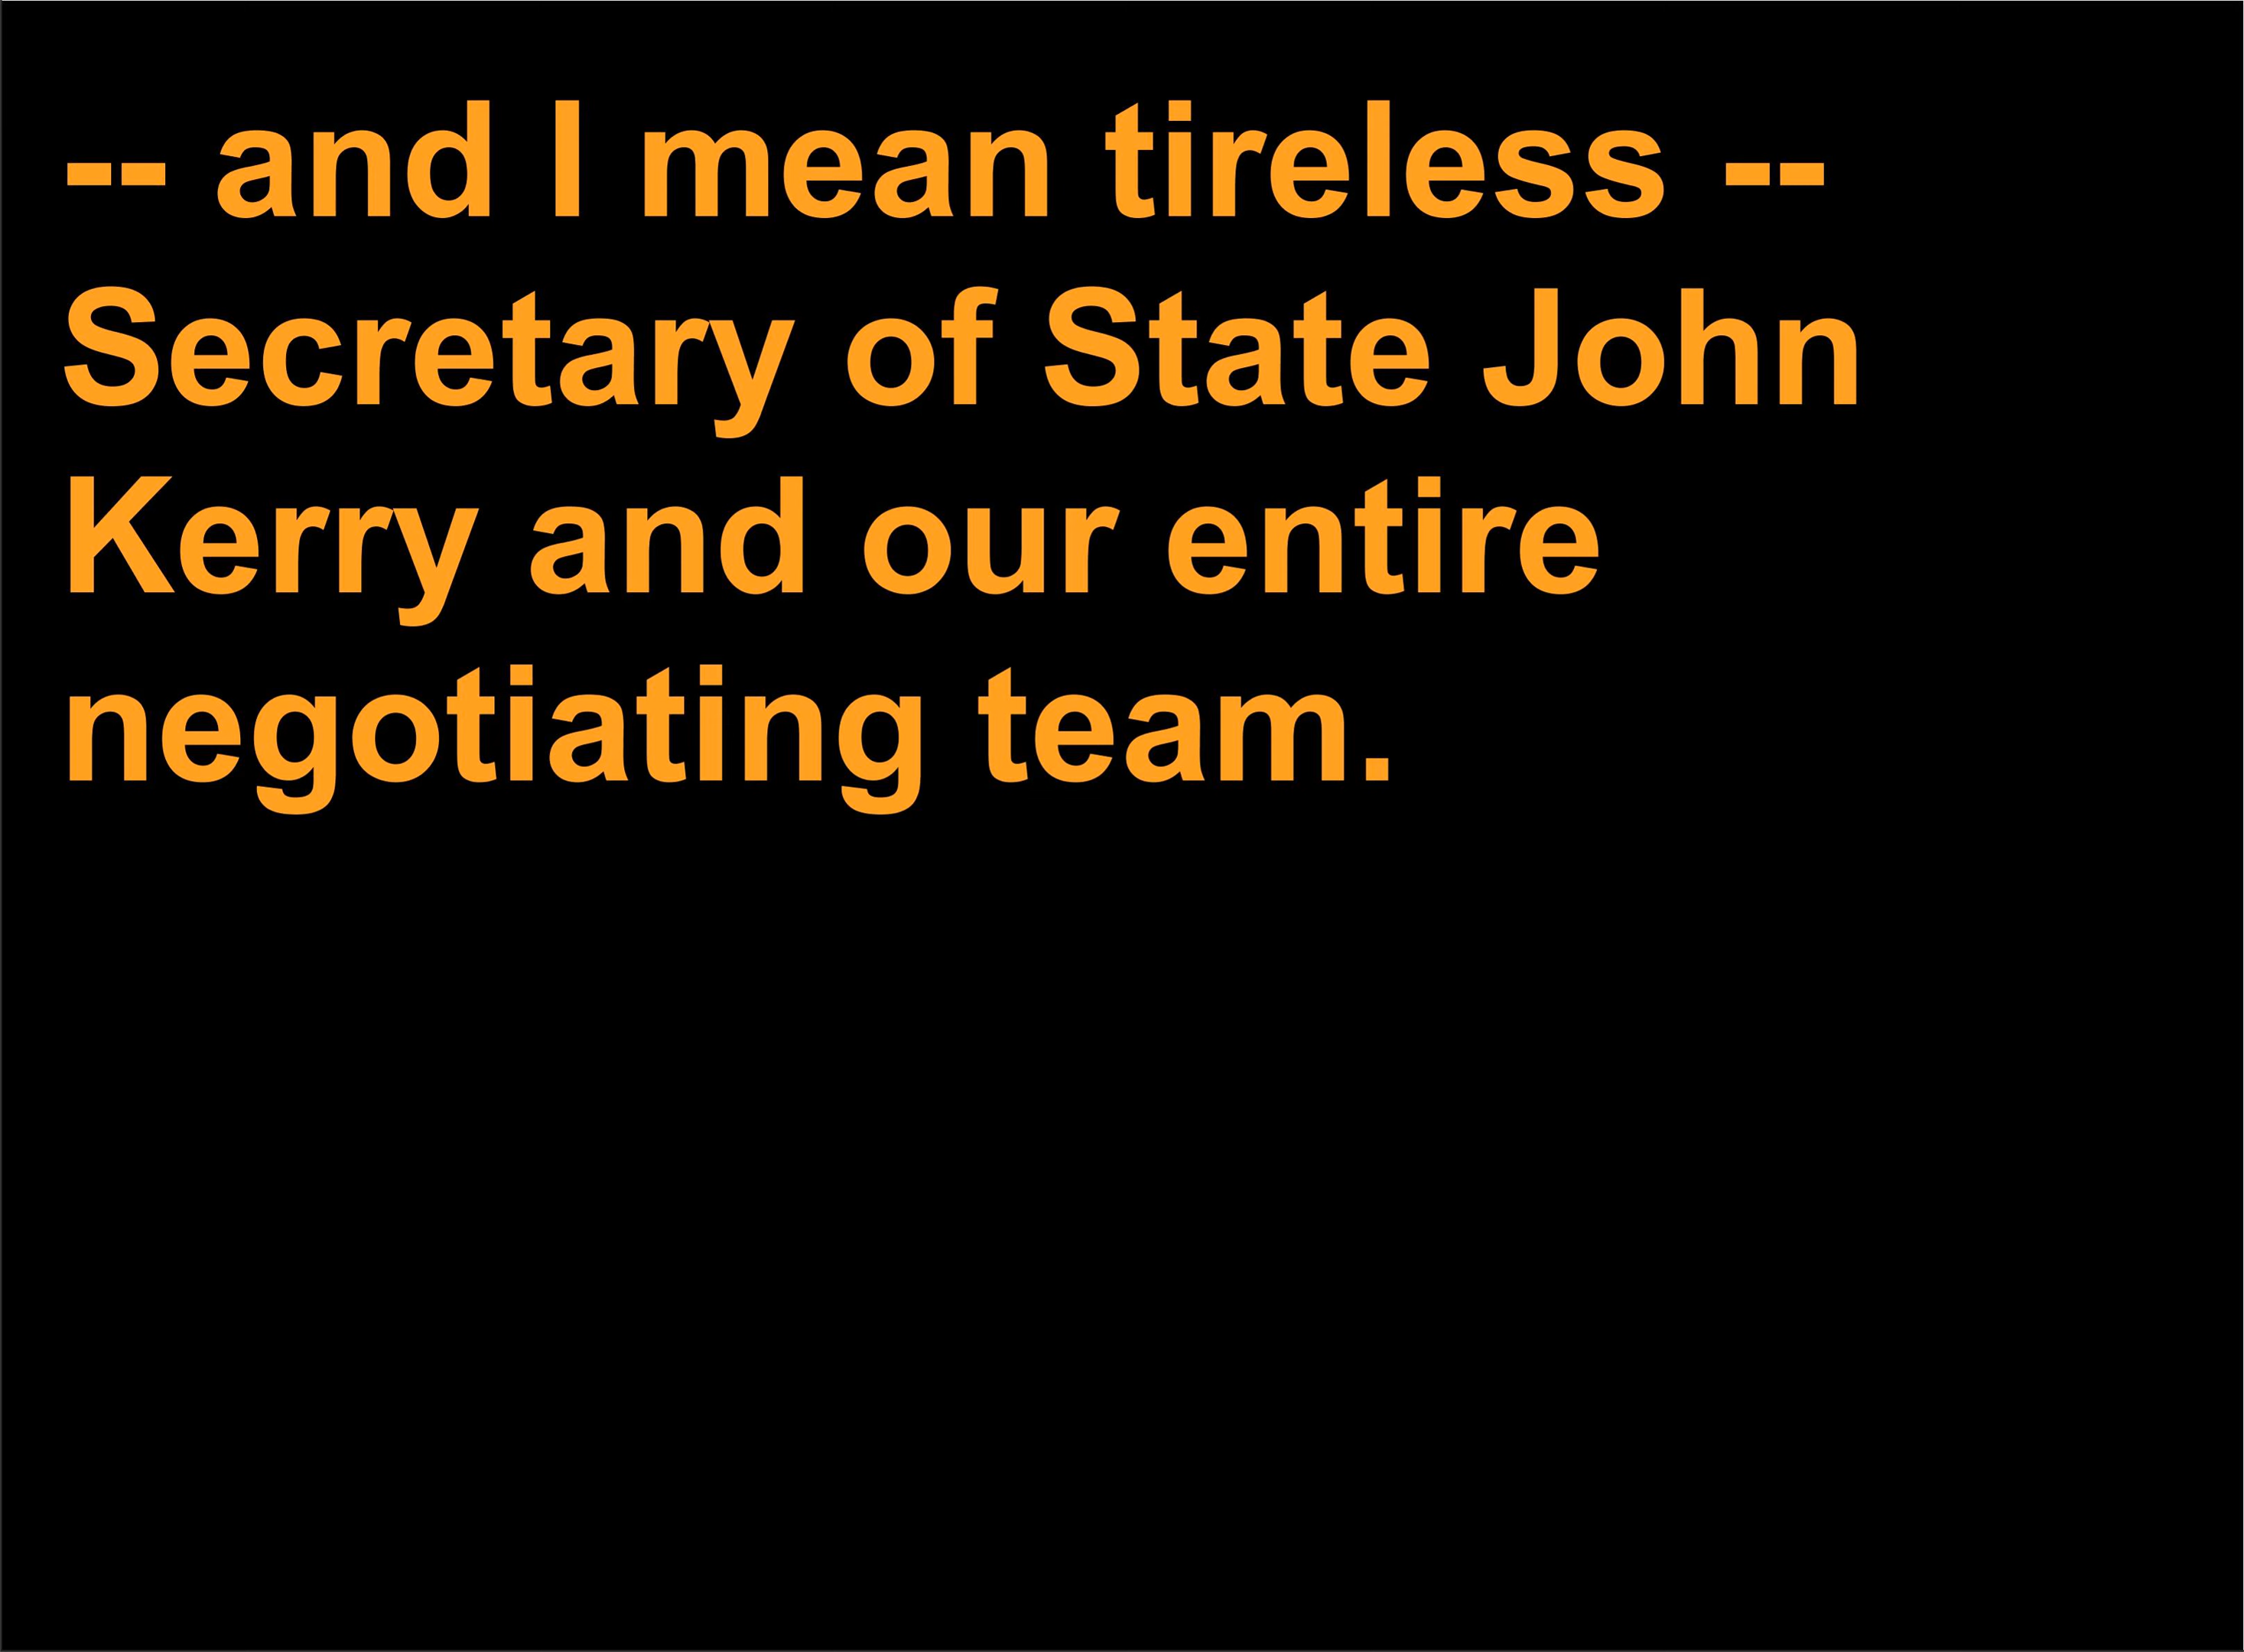 -- and I mean tireless --
Secretary of State John
Kerry and our entire
negotiating team.